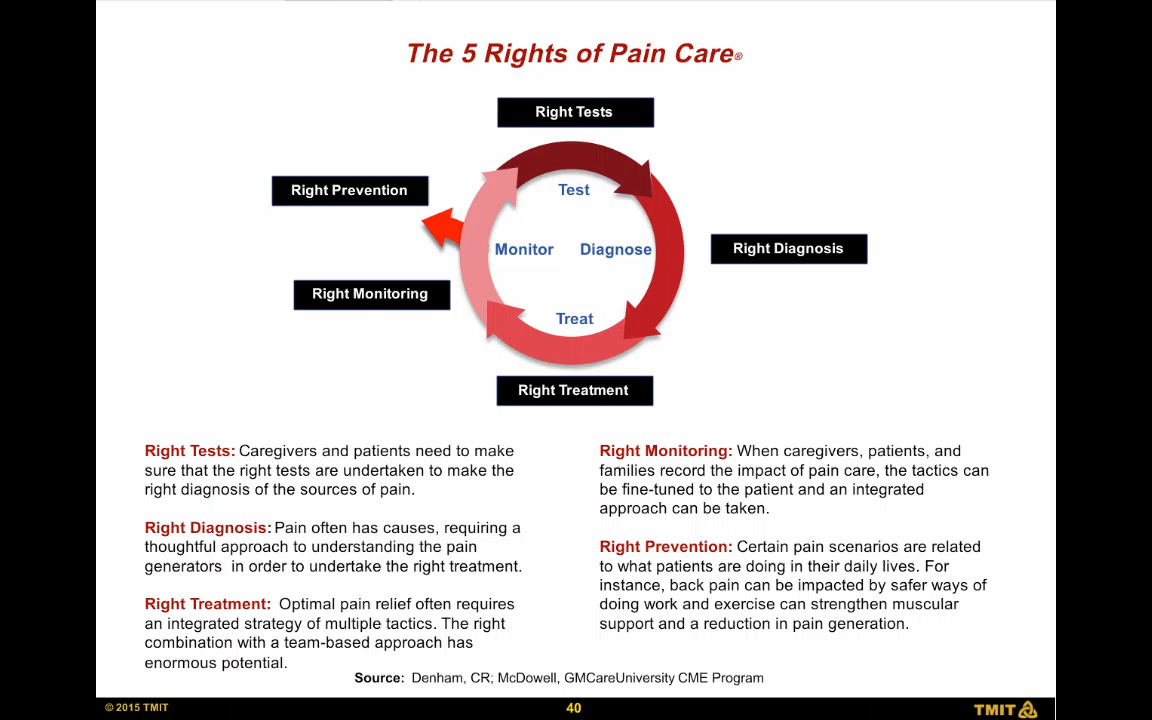 The 5 Rights of Pain Care®
Right Tests
Right Prevention
Test
Monitor
Diagnose
Right Diagnosis
Right Monitoring
Treat
Right Treatment
Right Tests: Caregivers and patients need to make
sure that the right tests are undertaken to make the
right diagnosis of the sources of pain.
Right Diagnosis: Pain often has causes, requiring a
thoughtful approach to understanding the pain
generators in order to undertake the right treatment.
Right Treatment: Optimal pain relief often requires
an integrated strategy of multiple tactics. The right
combination with a team-based approach has
enormous potential.
Right Monitoring: When caregivers, patients, and
families record the impact of pain care, the tactics can
be fine-tuned to the patient and an integrated
approach can be taken.
Right Prevention: Certain pain scenarios are related
to what patients are doing in their daily lives. For
instance, back pain can be impacted by safer ways of
doing work and exercise can strengthen muscular
support and a reduction in pain generation.
Source: Denham, CR; McDowell, GMCareUniversity CME Program
© 2015 TMIT
40
TMIT